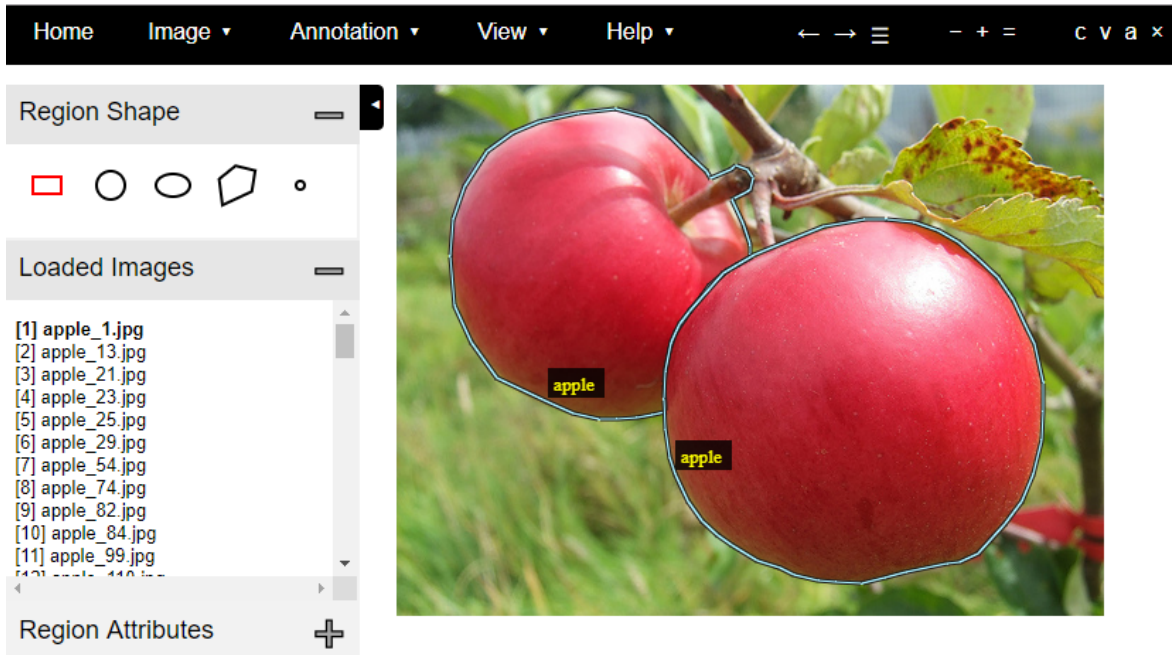 Home Image ▾ Annotation ▾ View ▾ Help ▾ ← → ☰ − + = c v a ×
Region Shape
Loaded Images
[1] apple_1.jpg
[2] apple_13.jpg
[3] apple_21.jpg
[4] apple_23.jpg
[5] apple_25.jpg
[6] apple_29.jpg
[7] apple_54.jpg
[8] apple_74.jpg
[9] apple_82.jpg
[10] apple_84.jpg
[11] apple_99.jpg
Region Attributes
apple
apple